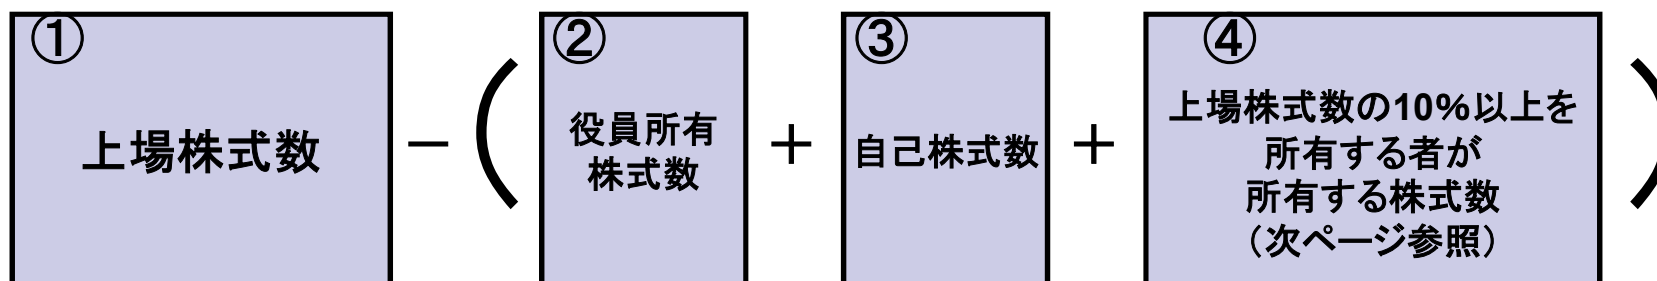 ①
上場株式数
－
（
②
役員所有
株式数
＋
③
自己株式数
＋
④
上場株式数の10%以上を
所有する者が
所有する株式数
（次ページ参照）
）